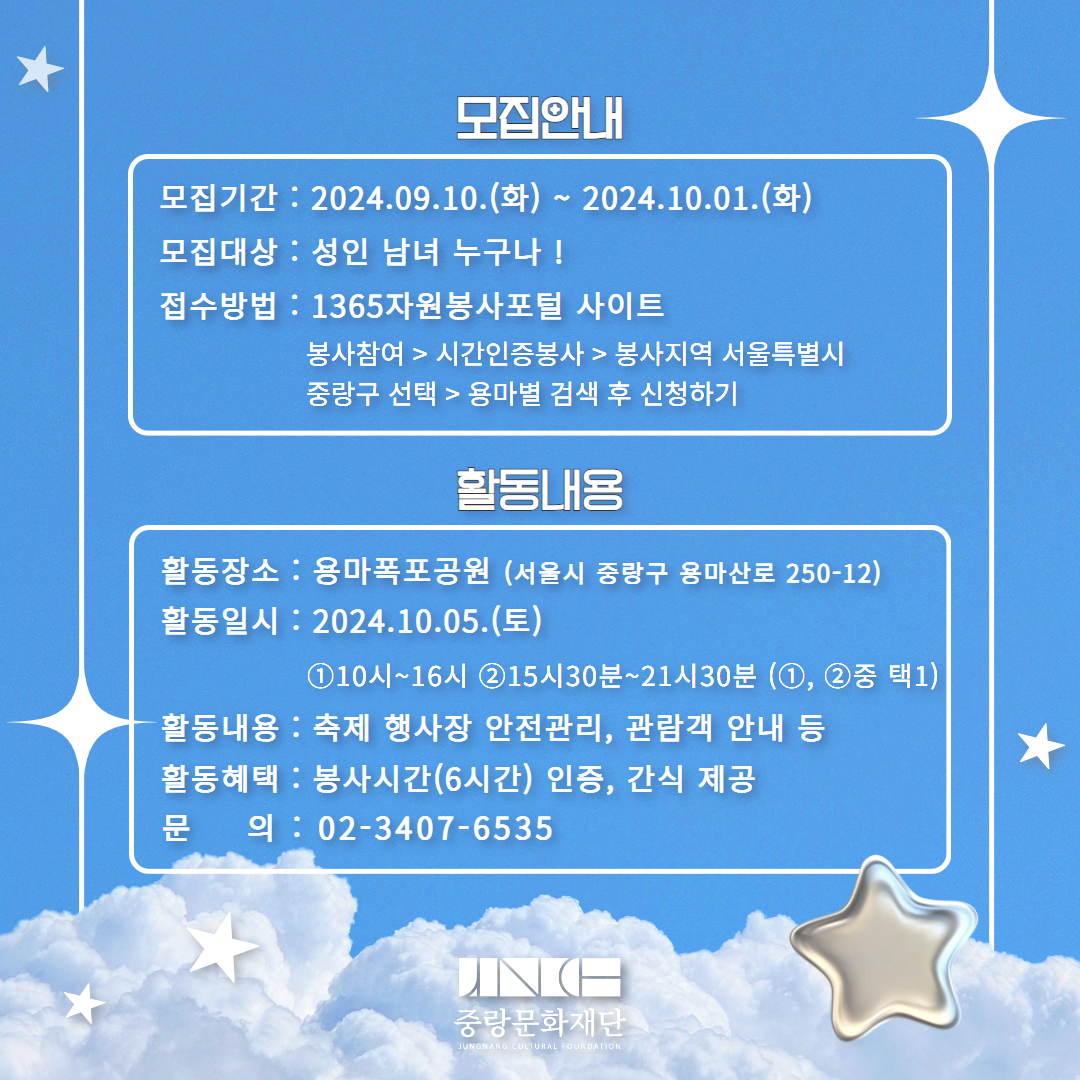 모집안내
모집기간 : 2024.09.10.(화) ~ 2024.10.01.(화)
모집대상 : 성인 남녀 누구나 !
접수방법 : 1365자원봉사포털 사이트
봉사참여 > 시간인증봉사 > 봉사지역 서울특별시
중랑구 선택 > 용마별 검색 후 신청하기
활동내용
활동장소 : 용마폭포공원 (서울시 중랑구 용마산로 250-12)
활동일시 : 2024.10.05.(토)
①10시~16시 ②15시30분~21시30분 (①, ②중 택1)
활동내용 : 축제 행사장 안전관리, 관람객 안내 등
활동혜택 : 봉사시간(6시간) 인증, 간식 제공
문 의 : 02-3407-6535
JNCF
중랑문화재단
JUNGNANG CULTURAL FOUNDATION